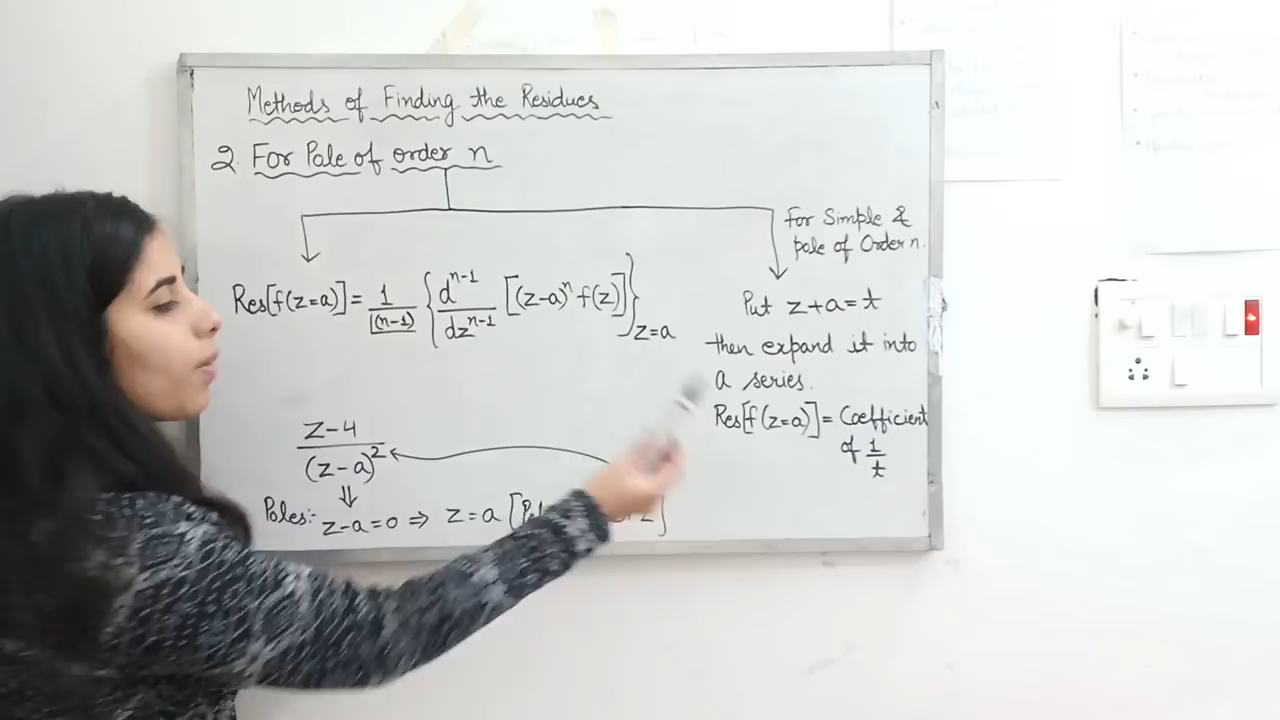 Methods of Finding the Residues
2. For Pole of order n
For Simple &
pole of Order n.
Res[f(z=a)] = 1/|(n-1) { d^(n-1)/dz^(n-1) [(z-a)^n f(z)] }z=a
Put z+a=t
then expand it into
a series.
Res[f(z=a)] = Coefficient
of 1/t
z-4/(z-a)^2
⇓
Poles:- z-a=0 ⇒ z=a [